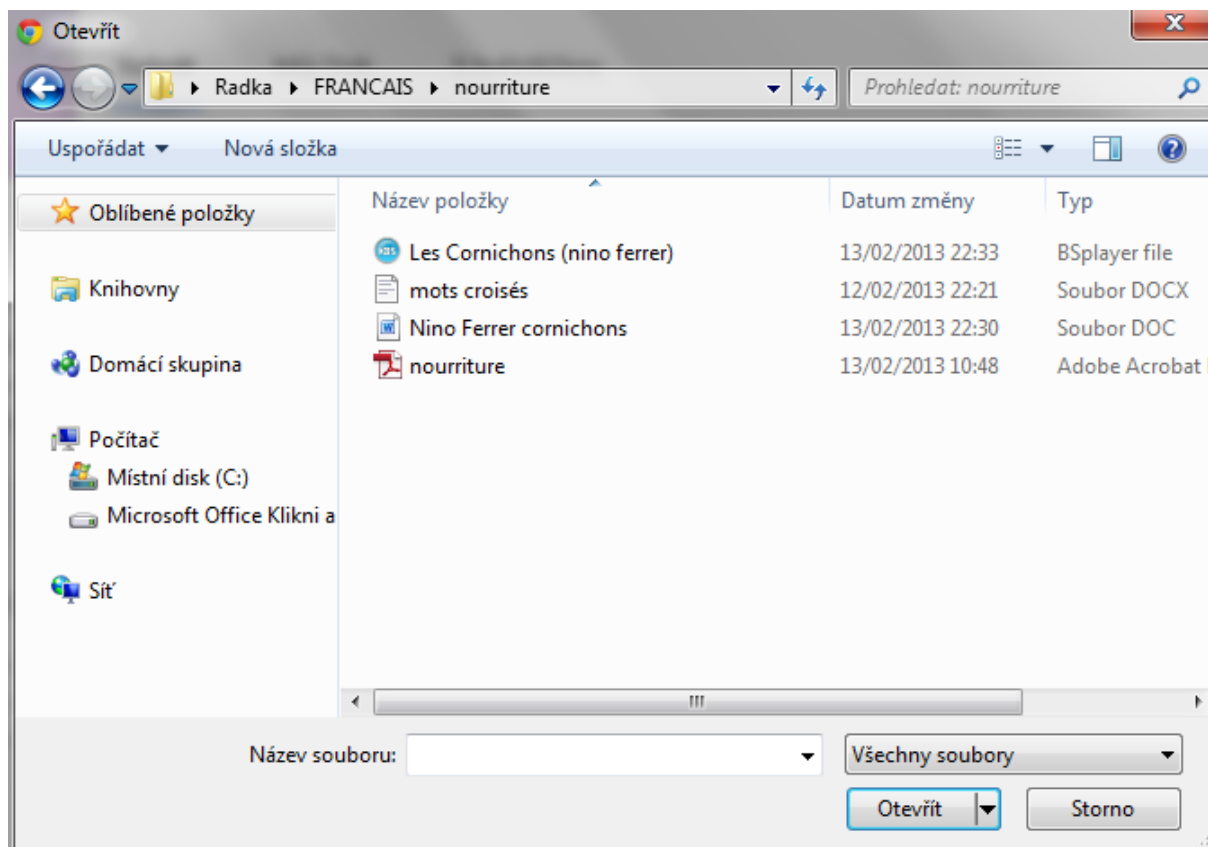 Otevřít
Radka FRANCAIS nourriture Prohledat: nourriture
Uspořádat Nová složka
Název položky Datum změny Typ
Oblíbené položky
Les Cornichons (nino ferrer) 13/02/2013 22:33 BSplayer file
Knihovny
mots croisés 12/02/2013 22:21 Soubor DOCX
Nino Ferrer cornichons 13/02/2013 22:30 Soubor DOC
Domácí skupina
nourriture 13/02/2013 10:48 Adobe Acrobat
Počítač
Místní disk (C:)
Microsoft Office Klikni a
Síť
Název souboru: Všechny soubory
Otevřít Storno